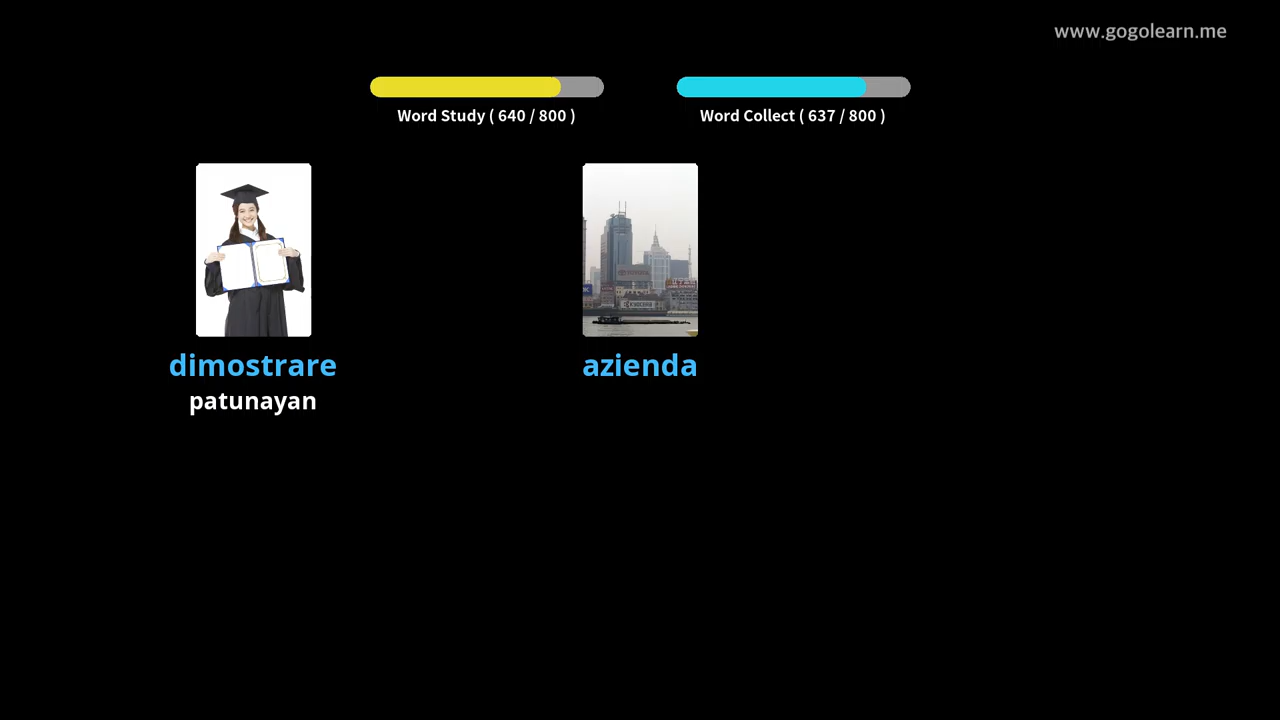 www.gogolearn.me
Word Study ( 640 / 800 )
Word Collect ( 637 / 800 )
dimostrare
patunayan
azienda